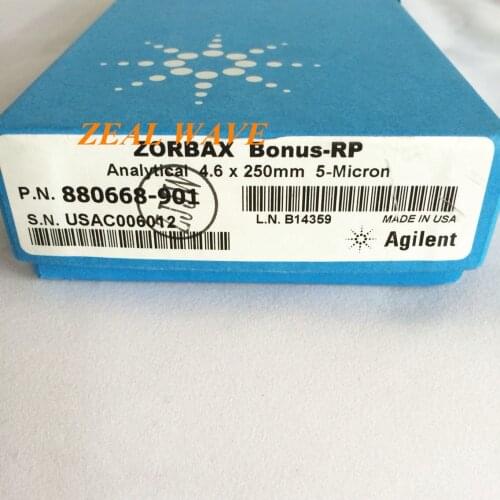 ZEAL WAVE
ZORBAX Bonus-RP
Analytical 4.6 x 250mm 5-Micron
P.N. 880668-901
S.N. USAC006012
L.N. B14359
MADE IN USA
Agilent